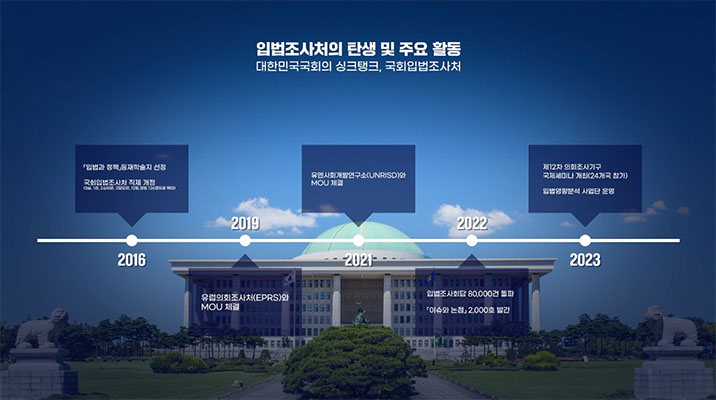 입법조사처의 탄생 및 주요 활동
대한민국국회의 싱크탱크, 국회입법조사처
「입법과 정책」등재학술지 선정
국회입법조사처 직제 개정
2016
2019
유럽의회조사처(EPRS)와
MOU 체결
유엔사회개발연구소(UNRISD)와
MOU 체결
2021
2022
입법조사회답 80,000건 돌파
「이슈와 논점」 2,000호 발간
제12차 의회조사기구
국제세미나 개최(24개국 참가)
입법영향분석 사업단 운영
2023